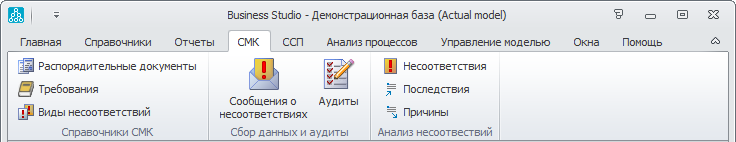 Business Studio - Демонстрационная база (Actual model)
Главная Справочники Отчеты СМК ССП Анализ процессов Управление моделью Окна Помощь
Распорядительные документы
Требования
Виды несоответствий
Справочники СМК
Сообщения о
несоответствиях
Аудиты
Сбор данных и аудиты
Несоответствия
Последствия
Причины
Анализ несоотвествий